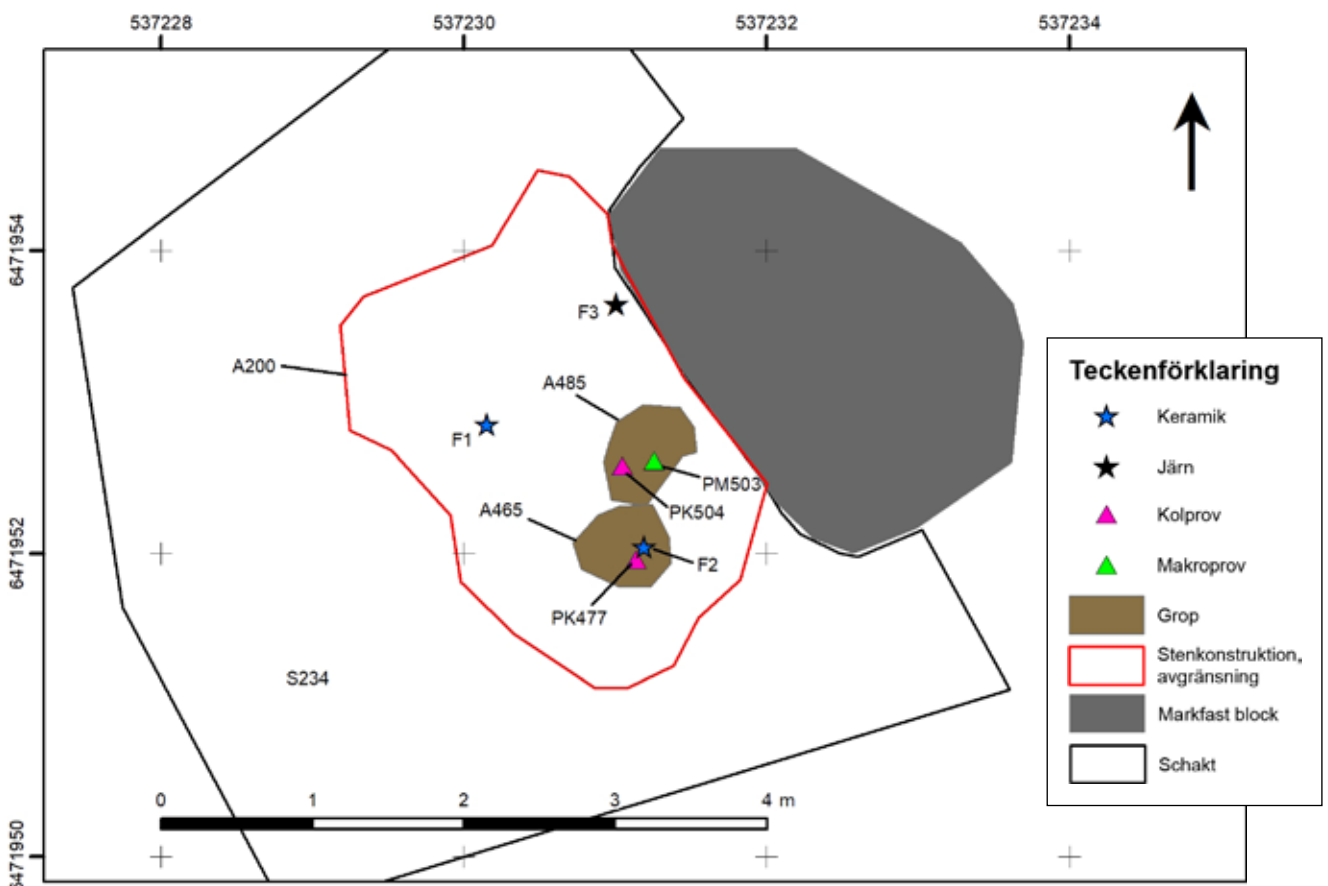 537228
537230
537232
537234
6471954
6471952
6471950
F3
A200
A485
F1
PM503
A465
PK504
F2
PK477
S234
0 1 2 3 4 m
Teckenförklaring
Keramik
Järn
Kolprov
Makroprov
Grop
Stenkonstruktion,
avgränsning
Markfast block
Schakt